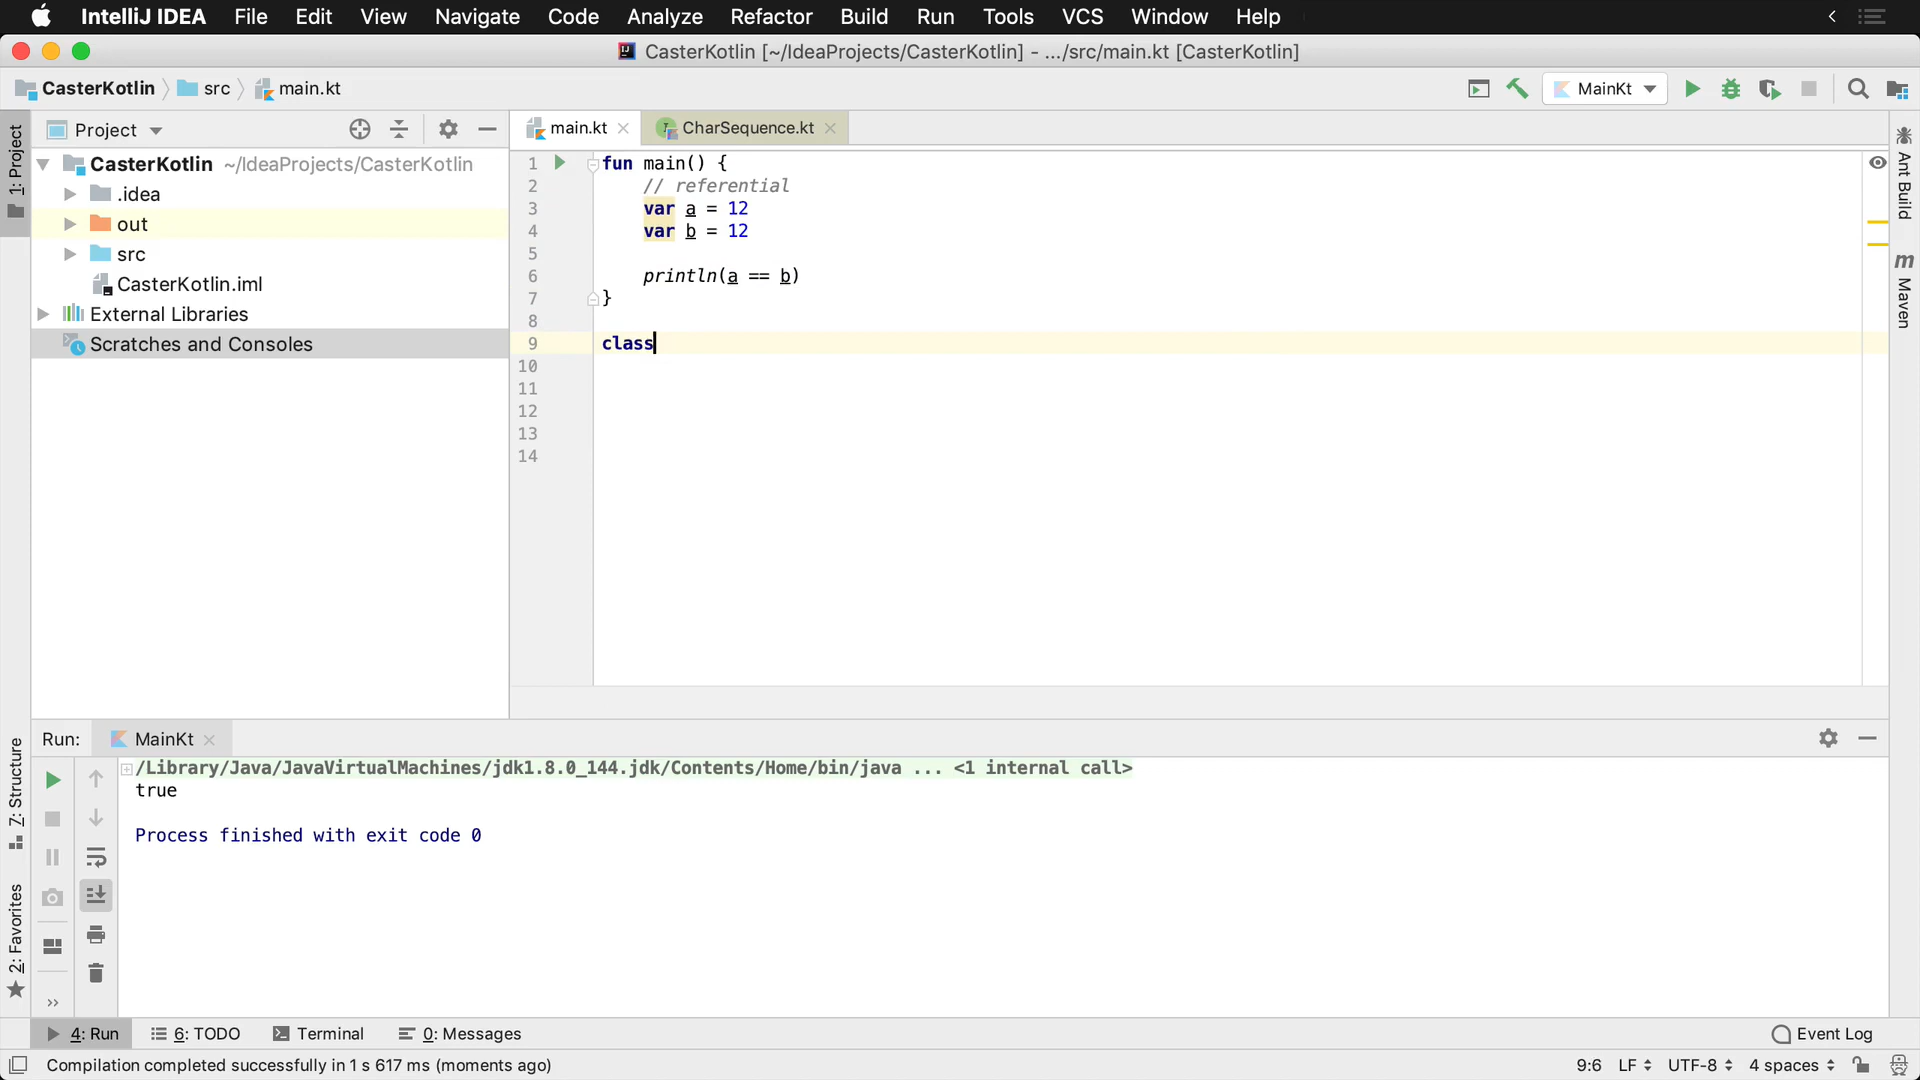 IntelliJ IDEA File Edit View Navigate Code Analyze Refactor Build Run Tools VCS Window Help
CasterKotlin [~/IdeaProjects/CasterKotlin] - .../src/main.kt [CasterKotlin]
CasterKotlin src main.kt MainKt
Project
main.kt CharSequence.kt
1: Project
CasterKotlin ~/IdeaProjects/CasterKotlin
.idea
out
src
CasterKotlin.iml
External Libraries
Scratches and Consoles
1 fun main() {
2 // referential
3 var a = 12
4 var b = 12
5
6 println(a == b)
7 }
8
9 class
10
11
12
13
14
Ant Build
m Maven
Run: MainKt
/Library/Java/JavaVirtualMachines/jdk1.8.0_144.jdk/Contents/Home/bin/java ... <1 internal call>
true
Process finished with exit code 0
Z: Structure
2: Favorites
4: Run 6: TODO Terminal 0: Messages Event Log
Compilation completed successfully in 1 s 617 ms (moments ago) 9:6 LF UTF-8 4 spaces